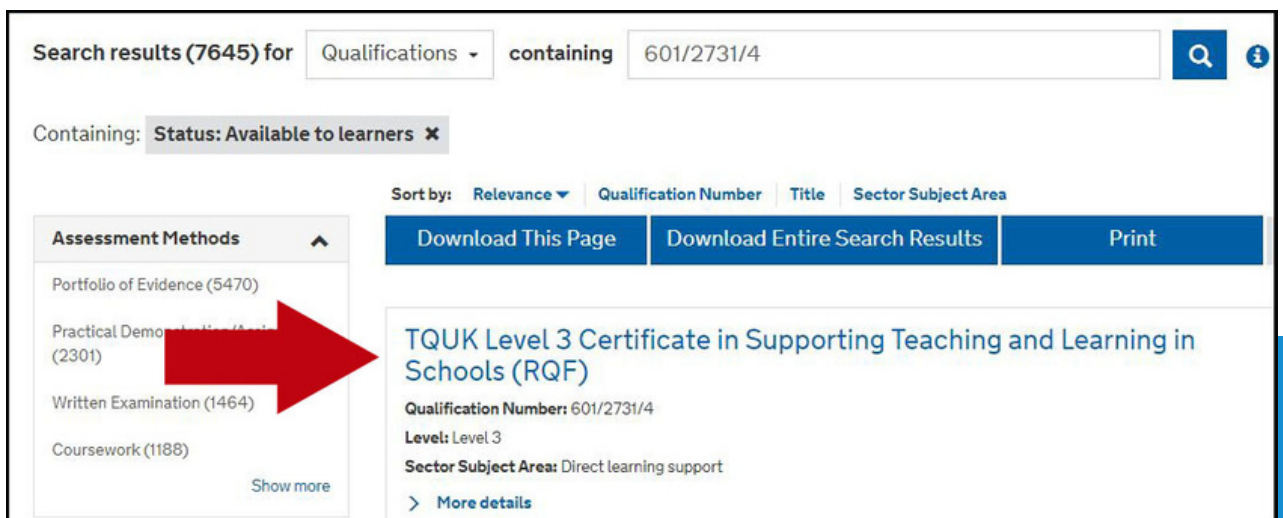 Search results (7645) for Qualifications containing 601/2731/4
Containing: Status: Available to learners ✖
Sort by: Relevance Qualification Number Title Sector Subject Area
Assessment Methods
Download This Page Download Entire Search Results Print
Portfolio of Evidence (5470)
Practical
(2301)
Written Examination (1464)
Coursework (1188)
Show more
TQUK Level 3 Certificate in Supporting Teaching and Learning in
Schools (RQF)
Qualification Number: 601/2731/4
Level: Level 3
Sector Subject Area: Direct learning support
> More details